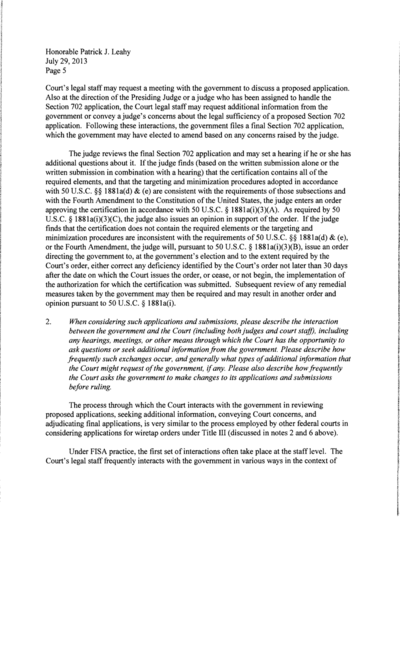 Honorable Patrick J. Leahy
July 29, 2013
Page 5
Court's legal staff may request a meeting with the government to discuss a proposed application.
Also at the direction of the Presiding Judge or a judge who has been assigned to handle the
Section 702 application, the Court legal staff may request additional information from the
government or convey a judge's concerns about the legal sufficiency of a proposed Section 702
application. Following these interactions, the government files a final Section 702 application,
which the government may have elected to amend based on any concerns raised by the judge.
The judge reviews the final Section 702 application and may set a hearing if he or she has
additional questions about it. If the judge finds (based on the written submission alone or the
written submission in combination with a hearing) that the certification contains all of the
required elements, and that the targeting and minimization procedures adopted in accordance
with 50 U.S.C. §§ 1881a(d) & (e) are consistent with the requirements of those subsections and
with the Fourth Amendment to the Constitution of the United States, the judge enters an order
approving the certification in accordance with 50 U.S.C. § 1881a(i)(3)(A). As required by 50
U.S.C. § 1881a(i)(3)(C), the judge also issues an opinion in support of the order. If the judge
finds that the certification does not contain the required elements or the targeting and
minimization procedures are inconsistent with the requirements of 50 U.S.C. §§ 1881a(d) & (e),
or the Fourth Amendment, the judge will, pursuant to 50 U.S.C. § 1881a(i)(3)(B), issue an order
directing the government to, at the government's election and to the extent required by the
Court's order, either correct any deficiency identified by the Court's order not later than 30 days
after the date on which the Court issues the order, or cease, or not begin, the implementation of
the authorization for which the certification was submitted. Subsequent review of any remedial
measures taken by the government may then be required and may result in another order and
opinion pursuant to 50 U.S.C. § 1881a(i).
2. When considering such applications and submissions, please describe the interaction
between the government and the Court (including both judges and court staff), including
any hearings, meetings, or other means through which the Court has the opportunity to
ask questions or seek additional information from the government. Please describe how
frequently such exchanges occur, and generally what types of additional information that
the Court might request of the government, if any. Please also describe how frequently
the Court asks the government to make changes to its applications and submissions
before ruling.
The process through which the Court interacts with the government in reviewing
proposed applications, seeking additional information, conveying Court concerns, and
adjudicating final applications, is very similar to the process employed by other federal courts in
considering applications for wiretap orders under Title III (discussed in notes 2 and 6 above).
Under FISA practice, the first set of interactions often take place at the staff level. The
Court's legal staff frequently interacts with the government in various ways in the context of